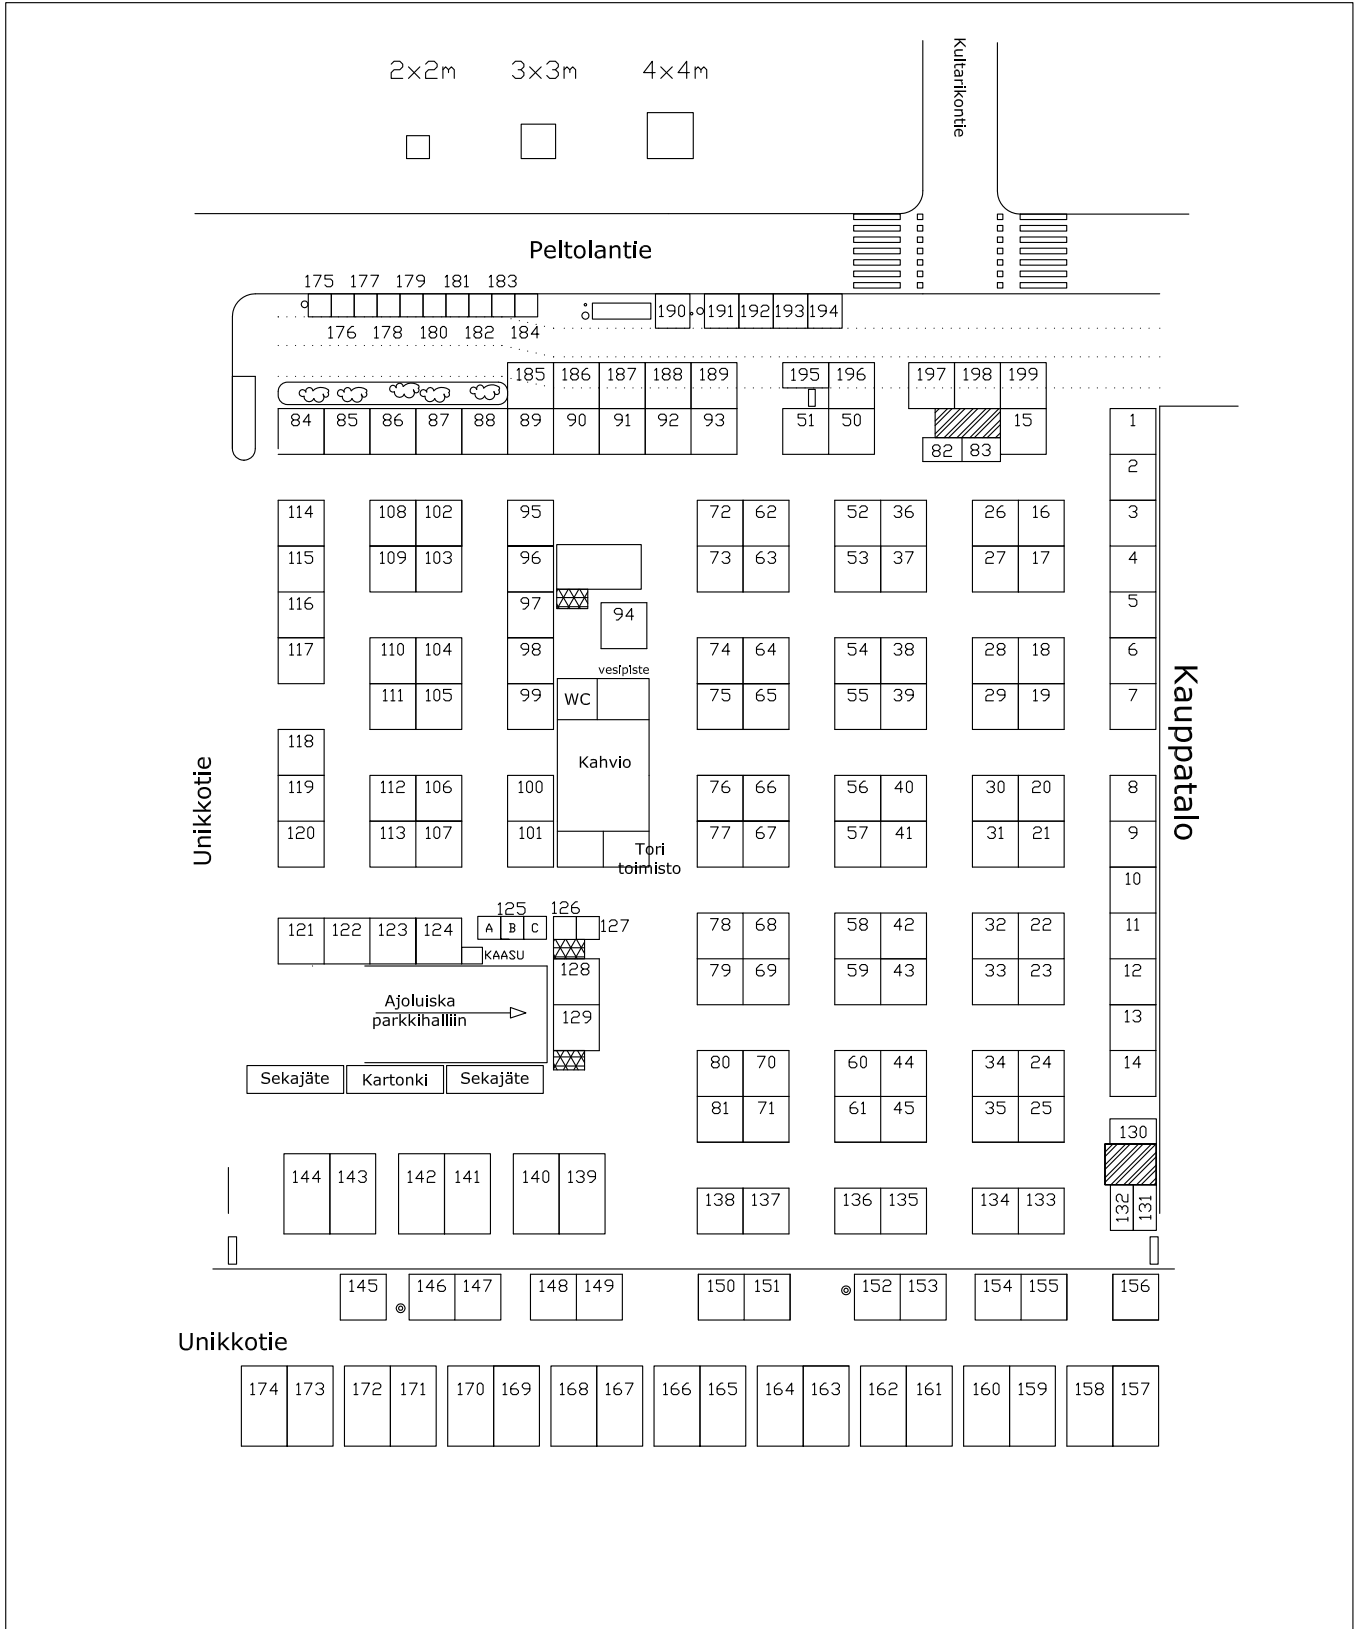 2x2m 3x3m 4x4m
Kultarikontie
Peltolantie
175 177 179 181 183
190 191 192 193 194
176 178 180 182 184
185 186 187 188 189 195 196 197 198 199
84 85 86 87 88 89 90 91 92 93 51 50 15 1
82 83
2
114 108 102 95 72 62 52 36 26 16 3
115 109 103 96 73 63 53 37 27 17 4
116 97 5
94
117 110 104 98 74 64 54 38 28 18 6
vesipiste
111 105 99 WC 75 65 55 39 29 19 7
Kauppatalo
118
Kahvio
Unikkotie
119 112 106 100 76 66 56 40 30 20 8
120 113 107 101 77 67 57 41 31 21 9
Tori
toimisto
10
125 126
121 122 123 124 A B C 127 78 68 58 42 32 22 11
KAASU
128 79 69 59 43 33 23 12
Ajoluiska
parkkihalliin
129 13
80 70 60 44 34 24 14
Sekajäte Kartonki Sekajäte
81 71 61 45 35 25
130
144 143 142 141 140 139
138 137 136 135 134 133 132 131
145 146 147 148 149 150 151 152 153 154 155 156
Unikkotie
174 173 172 171 170 169 168 167 166 165 164 163 162 161 160 159 158 157